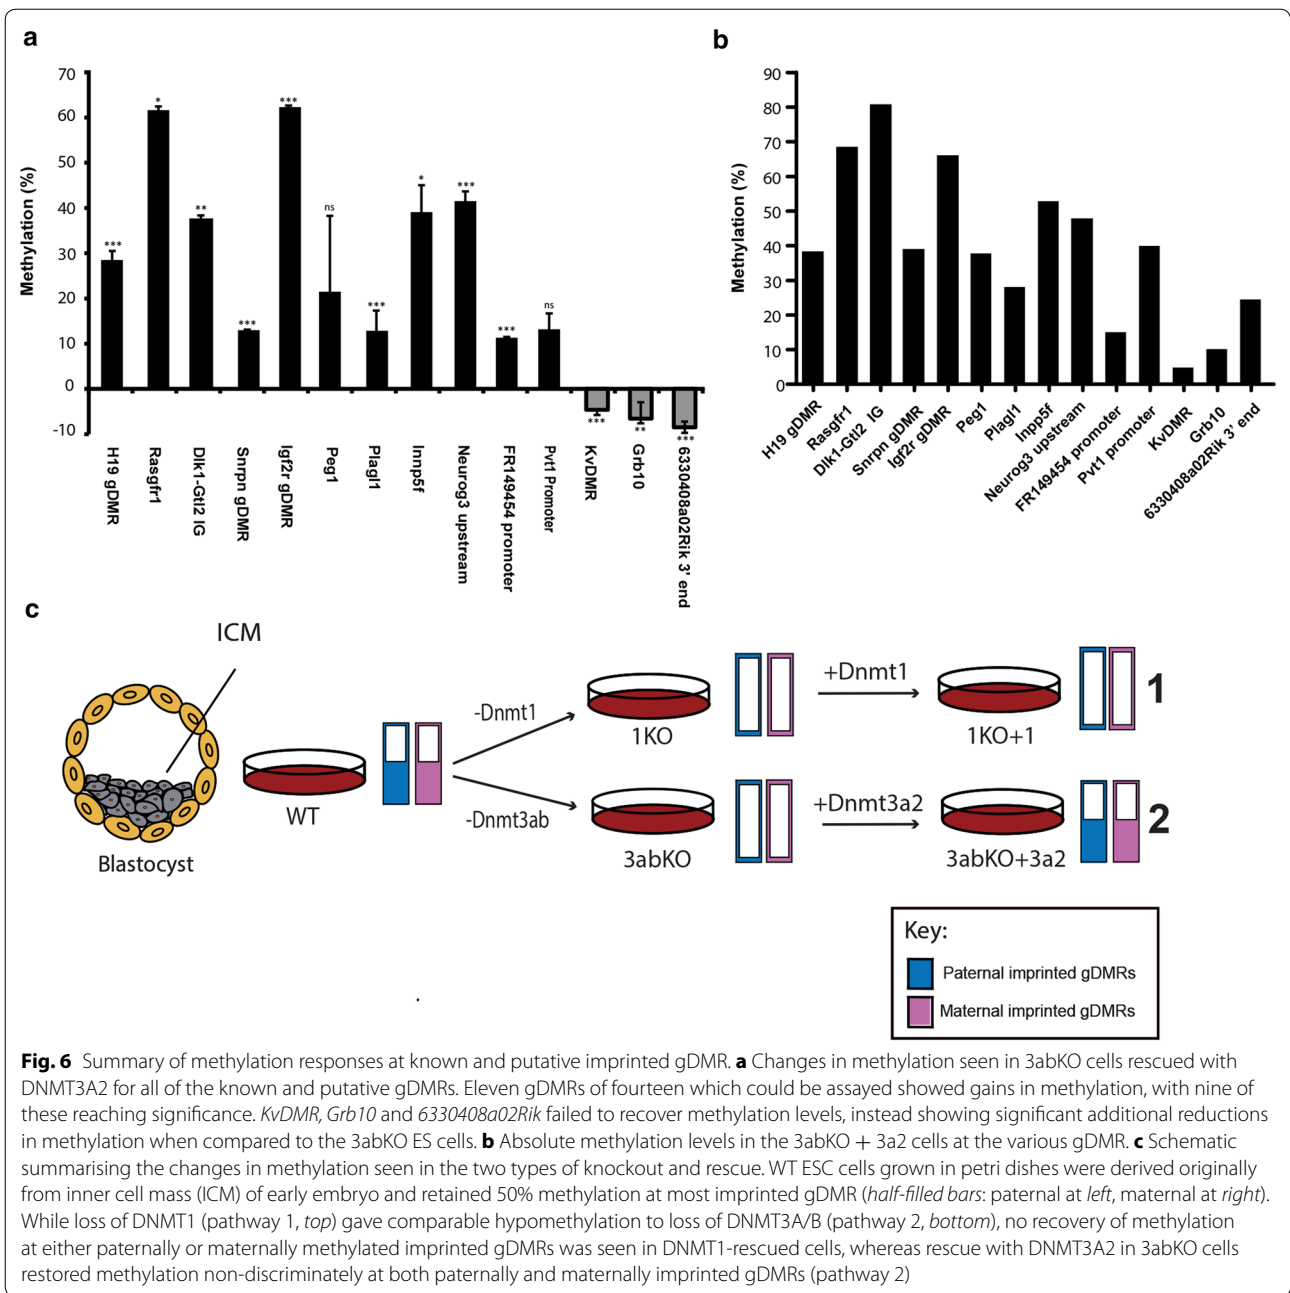 a
70
60
50
40
30
20
10
0
-10
Methylation (%)
***
*
**
***
***
ns
***
*
***
***
ns
***
**
***
H19 gDMR
Rasgfr1
Dlk1-Gtl2 IG
Snrpn gDMR
Igf2r gDMR
Peg1
Plagl1
Innp5f
Neurog3 upstream
FR149454 promoter
Pvt1 Promoter
KvDMR
Grb10
6330408a02Rik 3' end
b
90
80
70
60
50
40
30
20
10
0
Methylation (%)
H19 gDMR
Rasgfr1
Dlk1-Gtl2 IG
Snrpn gDMR
Igf2r gDMR
Peg1
Plagl1
Inpp5f
Neurog3 upstream
FR149454 promoter
Pvt1 promoter
KvDMR
Grb10
6330408a02Rik 3' end
c
ICM
Blastocyst
WT
-Dnmt1
-Dnmt3ab
1KO
+Dnmt1
1KO+1
1
3abKO
+Dnmt3a2
3abKO+3a2
2
Key:
Paternal imprinted gDMRs
Maternal imprinted gDMRs
Fig. 6 Summary of methylation responses at known and putative imprinted gDMR. a Changes in methylation seen in 3abKO cells rescued with
DNMT3A2 for all of the known and putative gDMRs. Eleven gDMRs of fourteen which could be assayed showed gains in methylation, with nine of
these reaching significance. KvDMR, Grb10 and 6330408a02Rik failed to recover methylation levels, instead showing significant additional reductions
in methylation when compared to the 3abKO ES cells. b Absolute methylation levels in the 3abKO + 3a2 cells at the various gDMR. c Schematic
summarising the changes in methylation seen in the two types of knockout and rescue. WT ESC cells grown in petri dishes were derived originally
from inner cell mass (ICM) of early embryo and retained 50% methylation at most imprinted gDMR (half-filled bars: paternal at left, maternal at right).
While loss of DNMT1 (pathway 1, top) gave comparable hypomethylation to loss of DNMT3A/B (pathway 2, bottom), no recovery of methylation
at either paternally or maternally methylated imprinted gDMRs was seen in DNMT1-rescued cells, whereas rescue with DNMT3A2 in 3abKO cells
restored methylation non-discriminately at both paternally and maternally imprinted gDMRs (pathway 2)